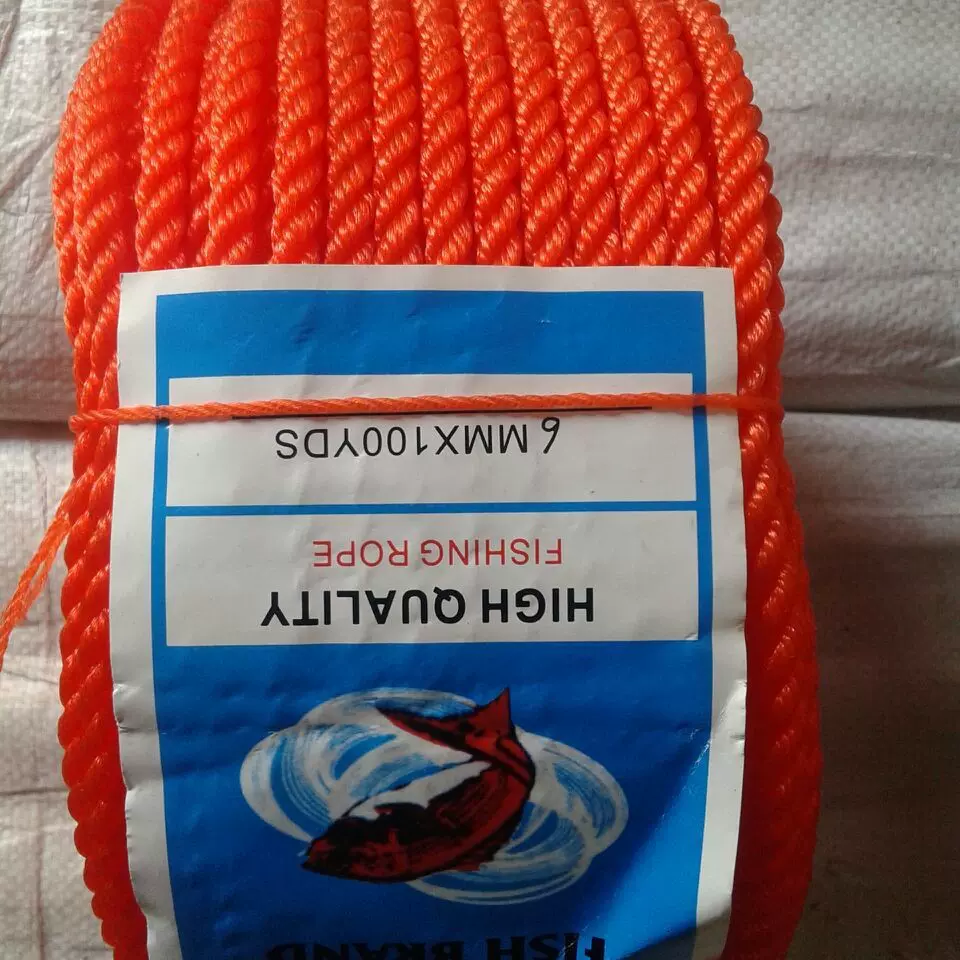 FISH BRAND
HIGH QUALITY
FISHING ROPE
6 MMX100YDS